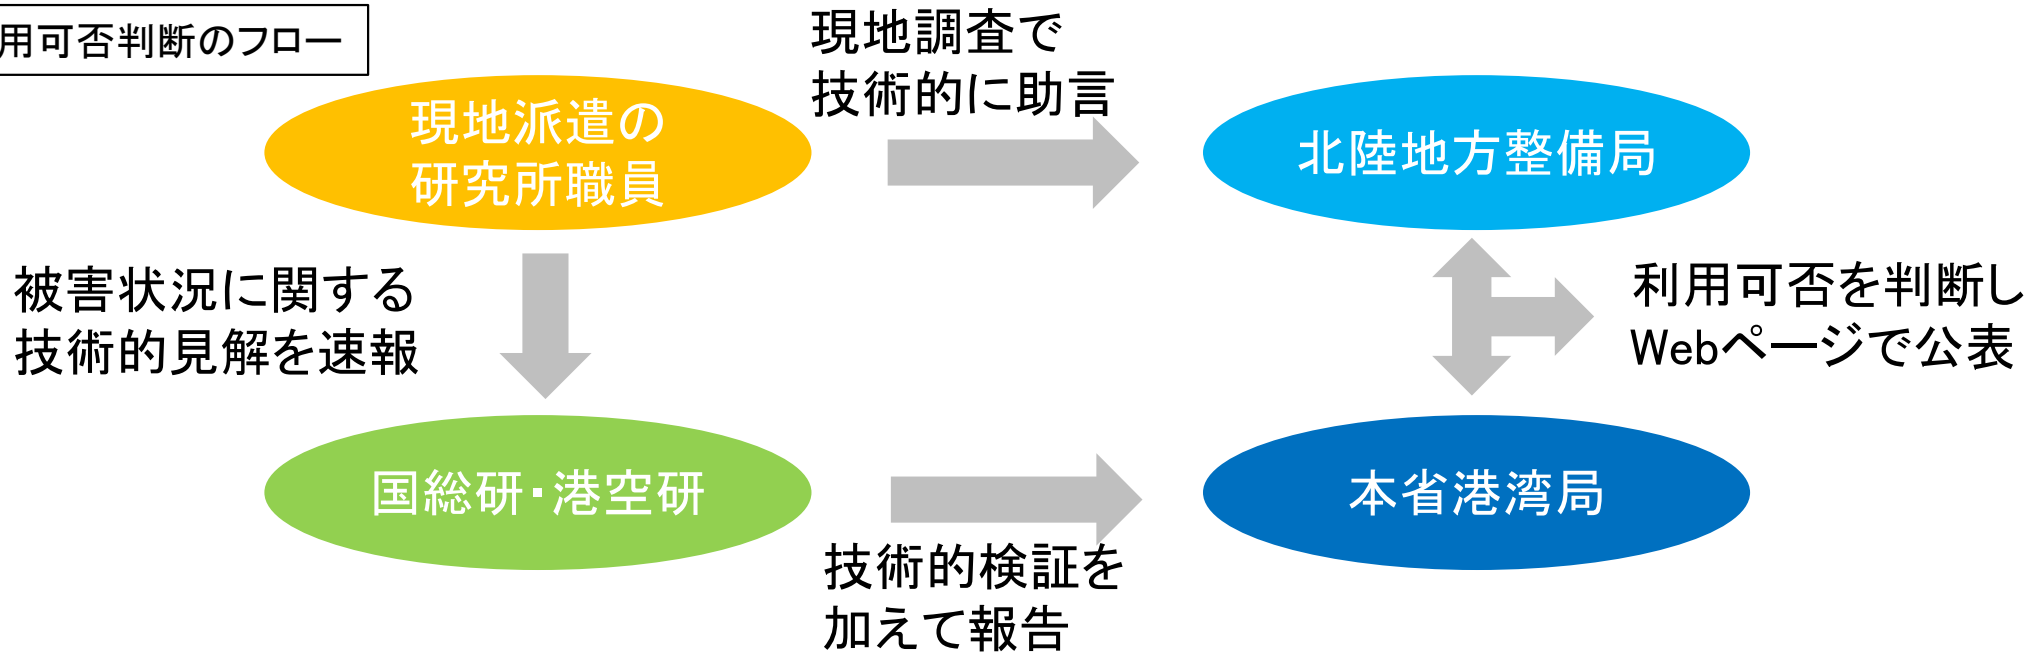 用可否判断のフロー
現地調査で
技術的に助言
現地派遣の
研究所職員
北陸地方整備局
被害状況に関する
技術的見解を速報
利用可否を判断し
Webページで公表
国総研・港空研
本省港湾局
技術的検証を
加えて報告